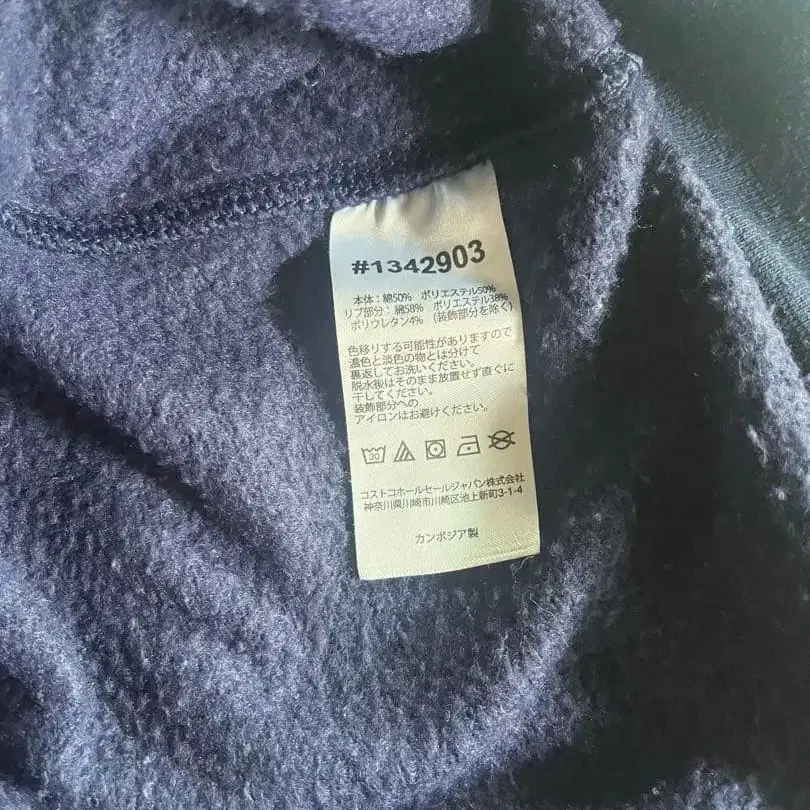 #1342903
本体：綿50%　ポリエステル50%
リブ部分：綿58%　ポリエステル38%
ポリウレタン4%　(装飾部分を除く)
色移りする可能性がありますので
濃色と淡色の物とは分けて
裏返してお洗いください。
脱水後はそのまま放置せず直ぐに
干してください。
装飾部分への
アイロンはお避けください。
30
コストコホールセールジャパン株式会社
神奈川県川崎市川崎区池上新町3-1-4
カンボジア製